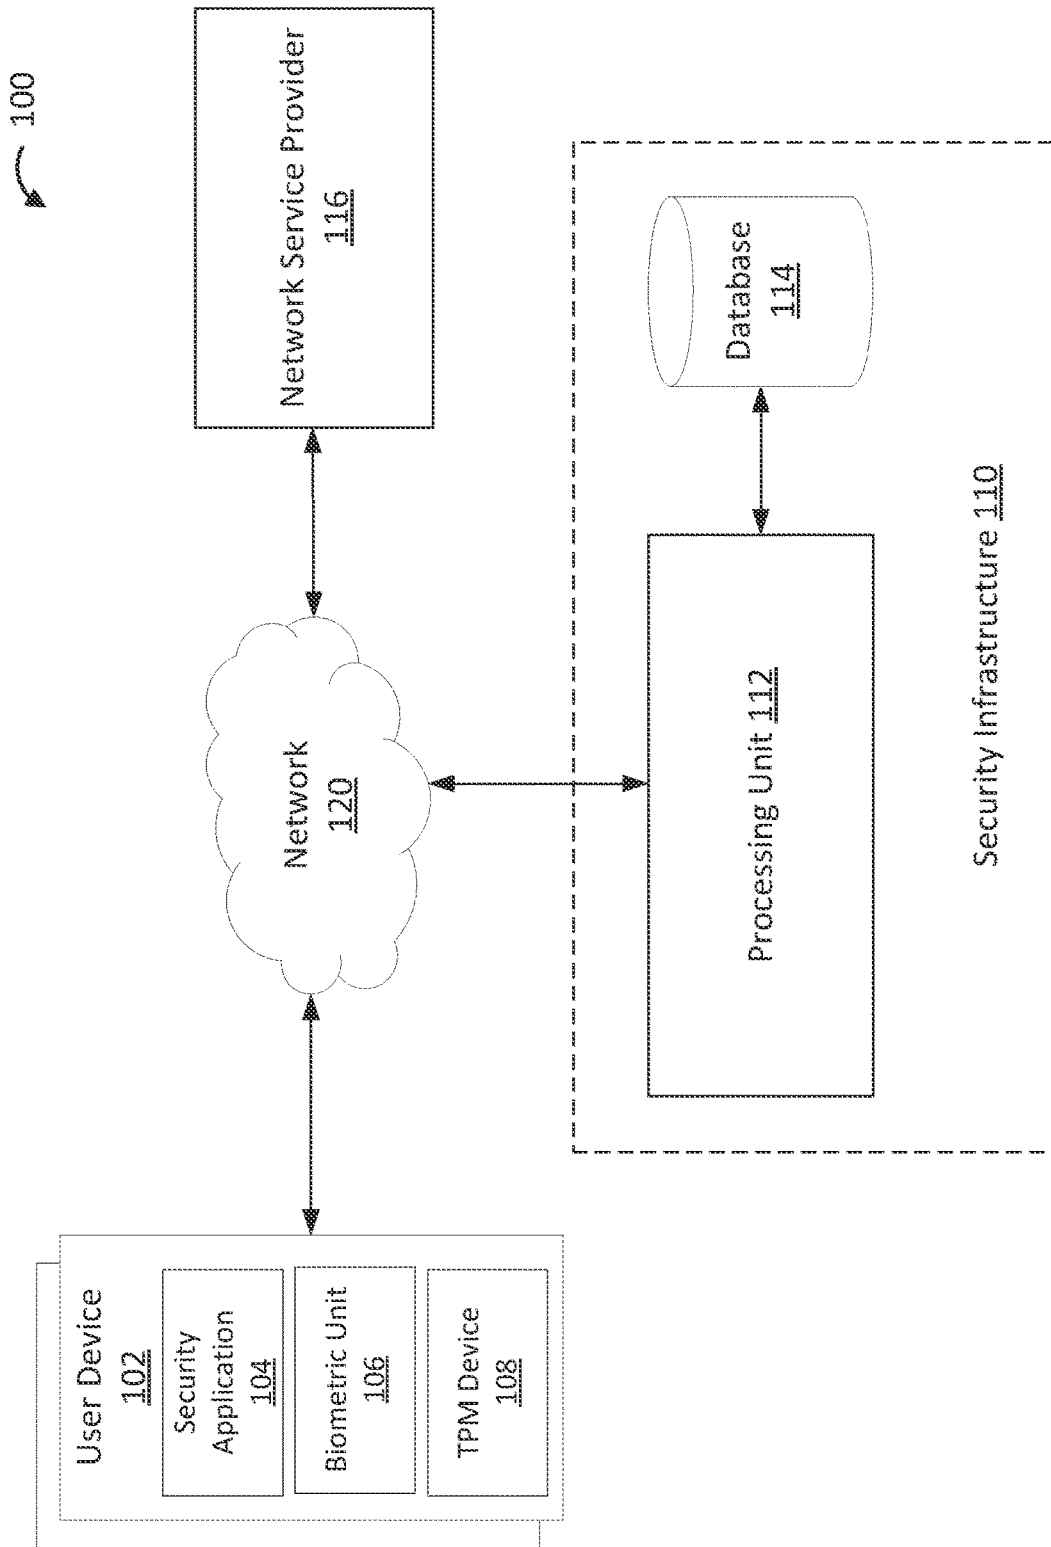 100
User Device
102
Security
Application
104
Biometric Unit
106
TPM Device
108
Network
120
Network Service Provider
116
Processing Unit 112
Database
114
Security Infrastructure 110